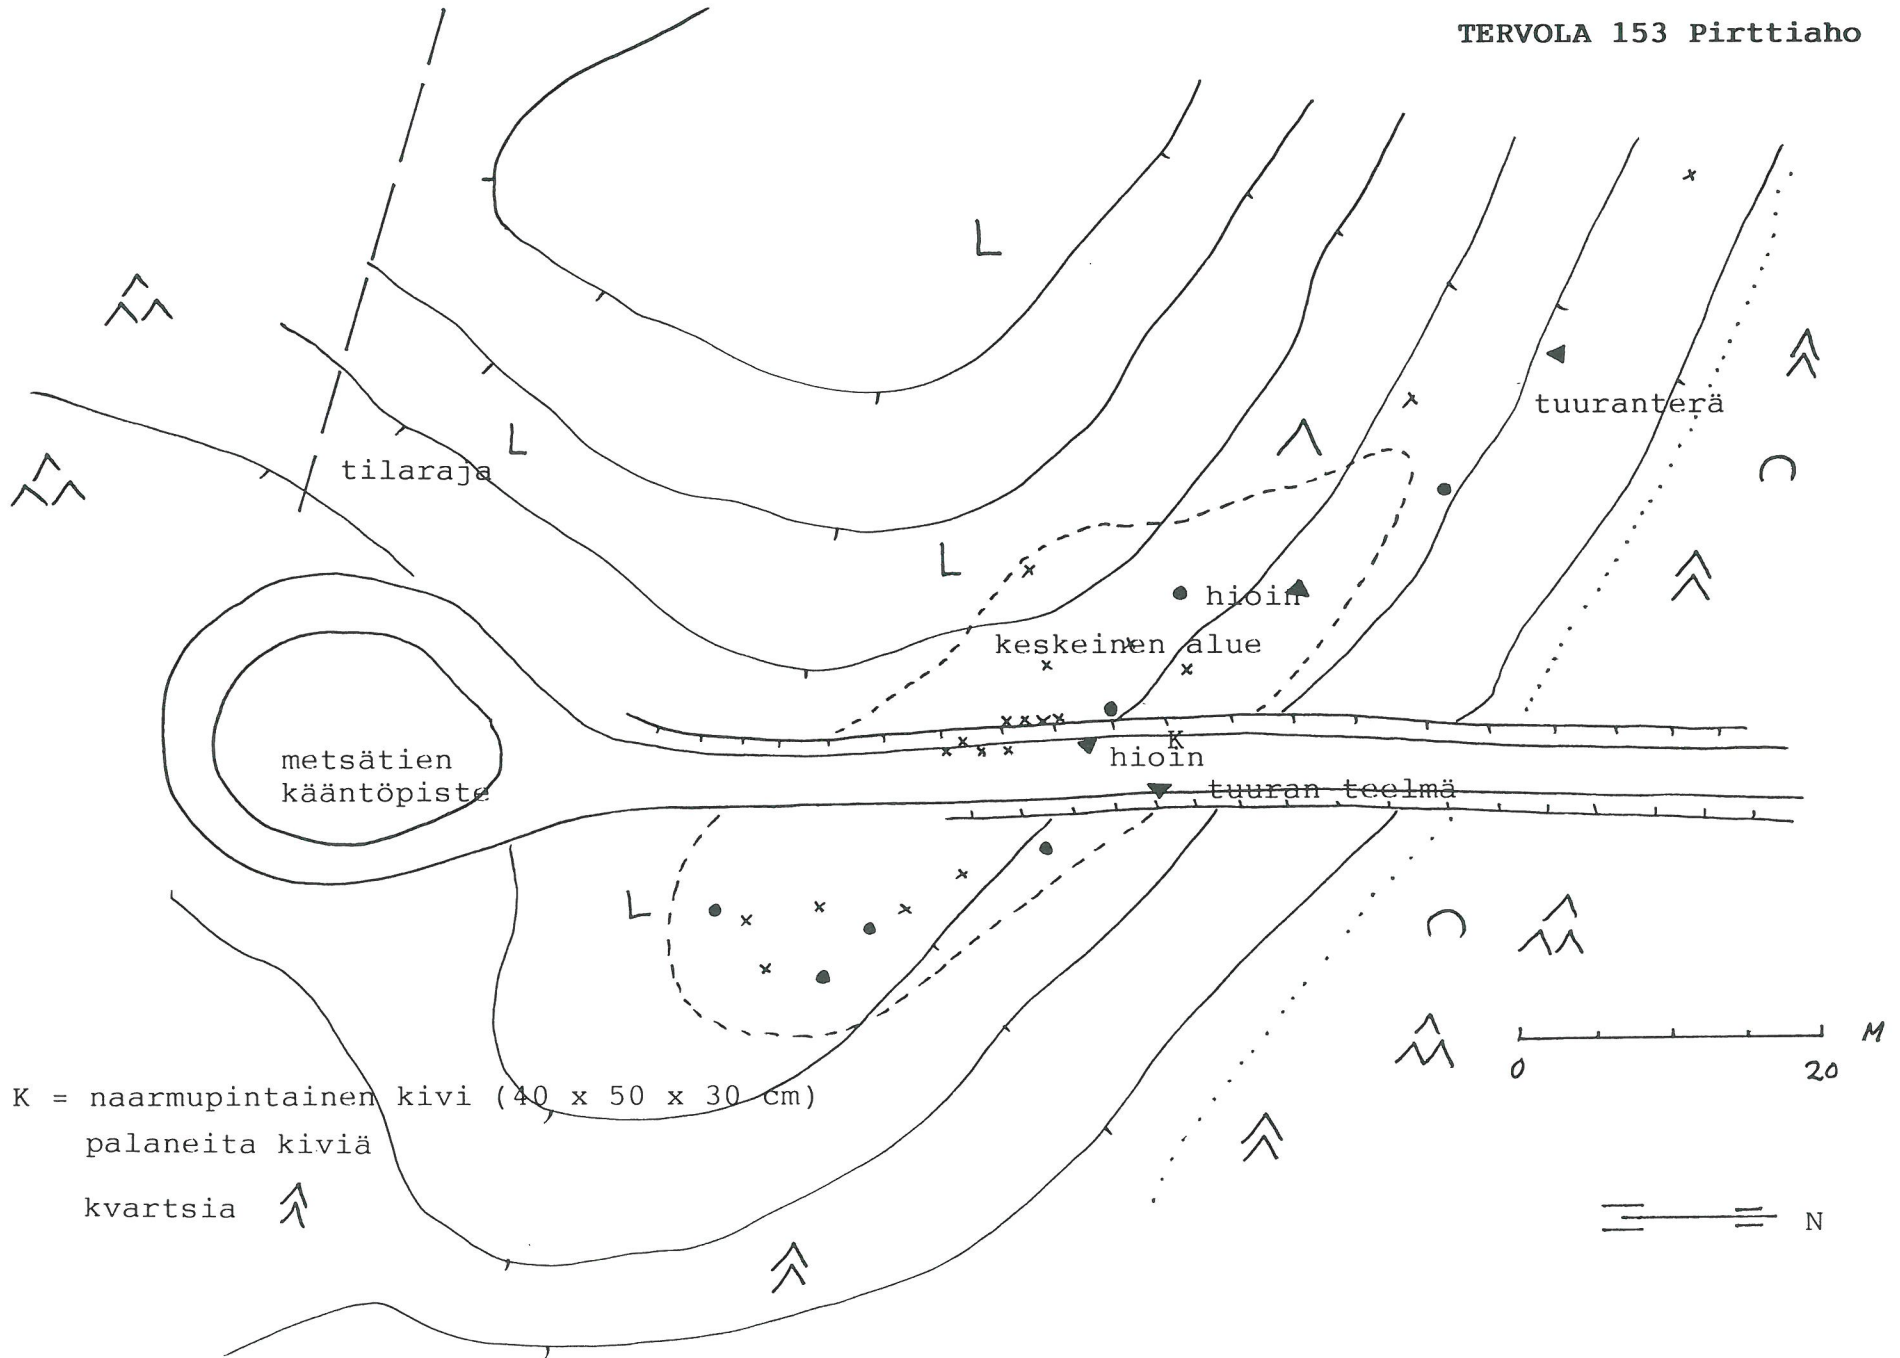 TERVOLA 153 Pirttiaho
tuuranterä
tilaraja
hioin
keskeinen alue
K
hioin
metsätien
kääntöpiste
tuuran teelmä
M
0 20
K = naarmupintainen kivi (40 x 50 x 30 cm)
palaneita kiviä
kvartsia
N